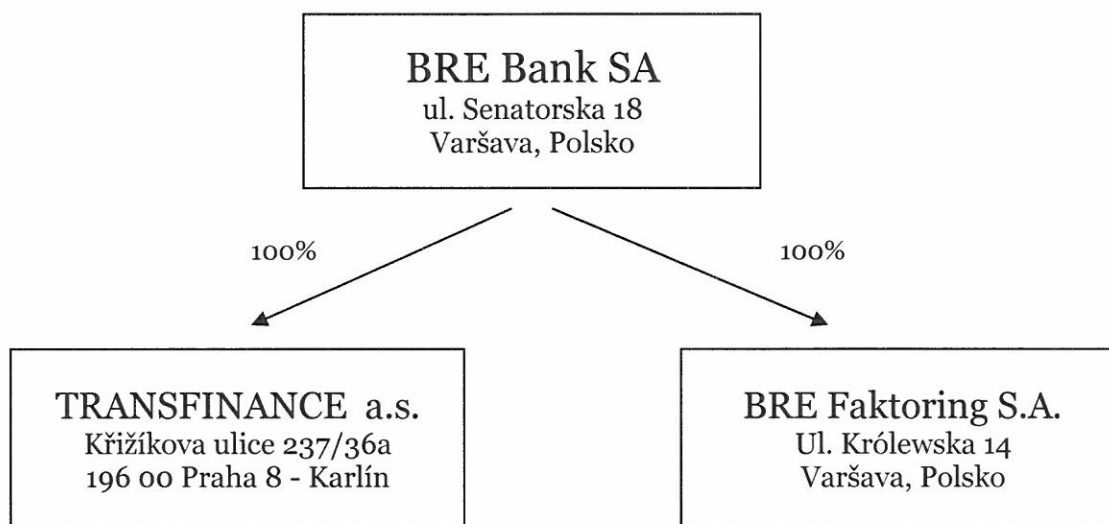 BRE Bank SA
ul. Senatorska 18
Varšava, Polsko
100%
100%
TRANSFINANCE a.s.
Křižíkova ulice 237/36a
196 00 Praha 8 - Karlín
BRE Faktoring S.A.
Ul. Królewska 14
Varšava, Polsko